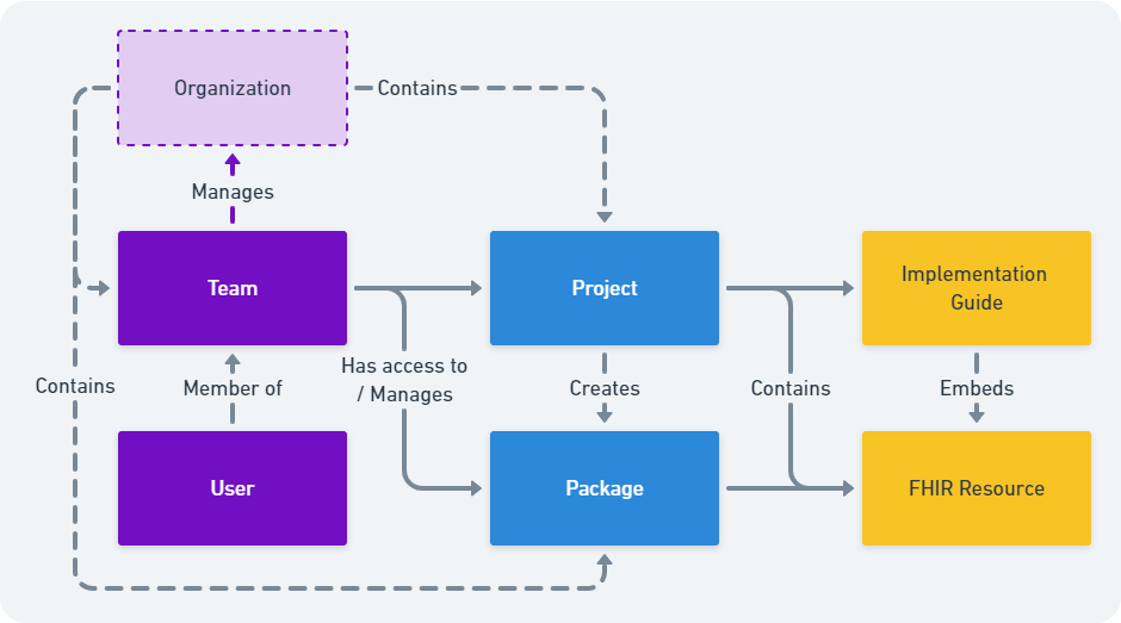 Organization
Contains
Manages
Team
Project
Implementation
Guide
Contains
Member of
Has access to
/ Manages
Creates
Contains
Embeds
User
Package
FHIR Resource